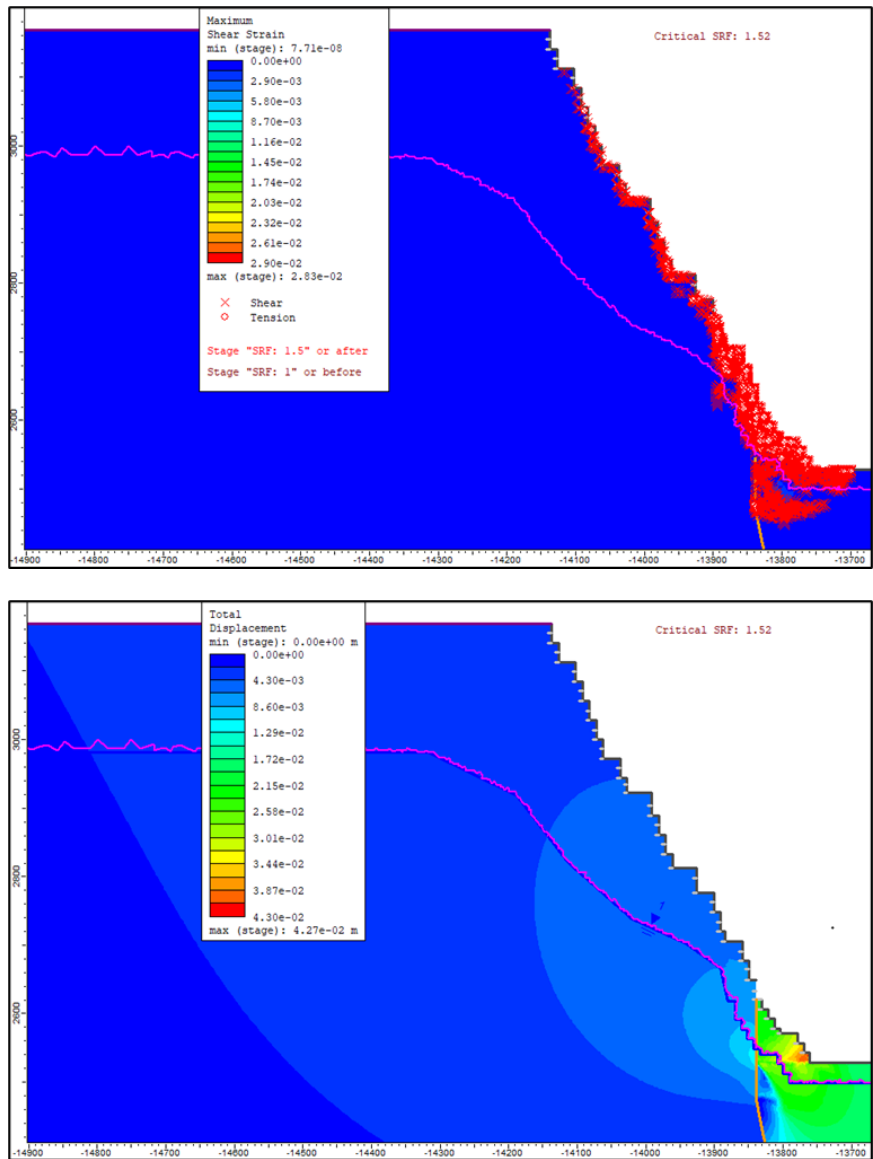 Maximum
Shear Strain
min (stage): 7.71e-08
0.00e+00
2.90e-03
5.80e-03
8.70e-03
1.16e-02
1.45e-02
1.74e-02
2.03e-02
2.32e-02
2.61e-02
2.90e-02
max (stage): 2.83e-02
Shear
Tension
Stage "SRF: 1.5" or after
Stage "SRF: 1" or before
Critical SRF: 1.52
3000
2800
2600
-14900
-14800
-14700
-14600
-14500
-14400
-14300
-14200
-14100
-14000
-13900
-13800
-13700
Total
Displacement
min (stage): 0.00e+00 m
0.00e+00
4.30e-03
8.60e-03
1.29e-02
1.72e-02
2.15e-02
2.58e-02
3.01e-02
3.44e-02
3.87e-02
4.30e-02
max (stage): 4.27e-02 m
Critical SRF: 1.52
3000
2800
2600
1
-14900
-14800
-14700
-14600
-14500
-14400
-14300
-14200
-14100
-14000
-13900
-13800
-13700